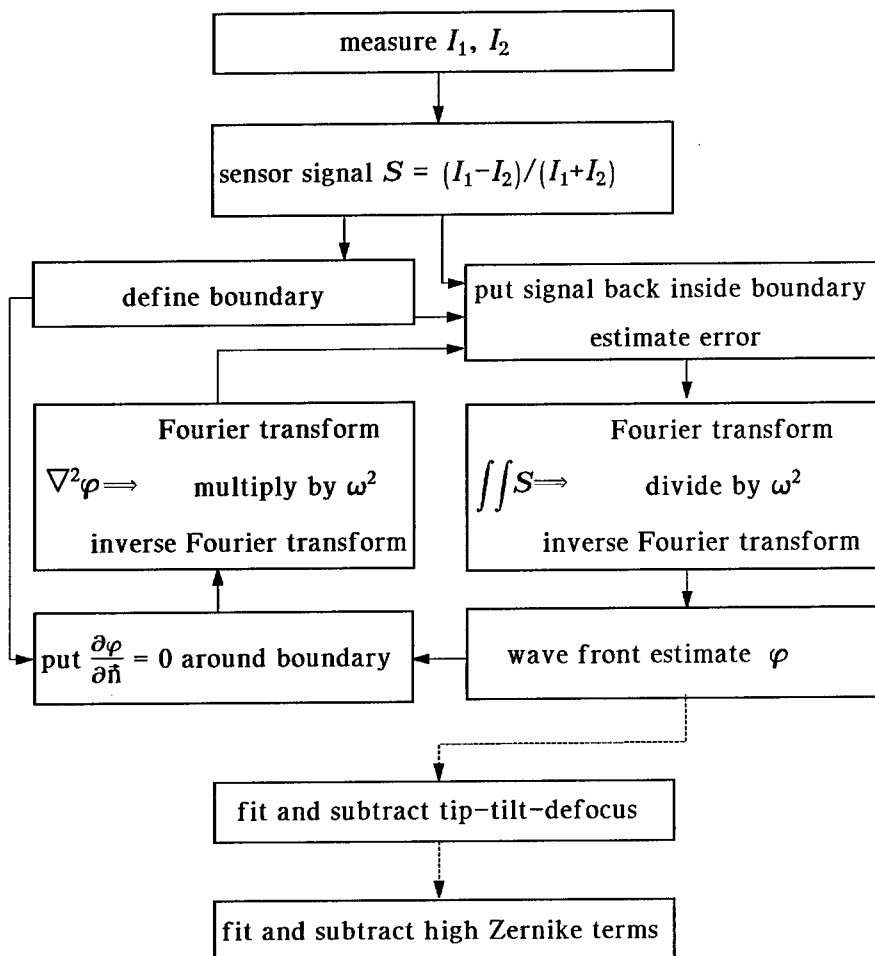 measure I₁, I₂
sensor signal S = (I₁−I₂)/(I₁+I₂)
define boundary
put signal back inside boundary
estimate error
Fourier transform
∇²φ⟹ multiply by ω²
inverse Fourier transform
Fourier transform
∬S⟹ divide by ω²
inverse Fourier transform
put ∂φ/∂n⃗ = 0 around boundary
wave front estimate φ
fit and subtract tip-tilt-defocus
fit and subtract high Zernike terms